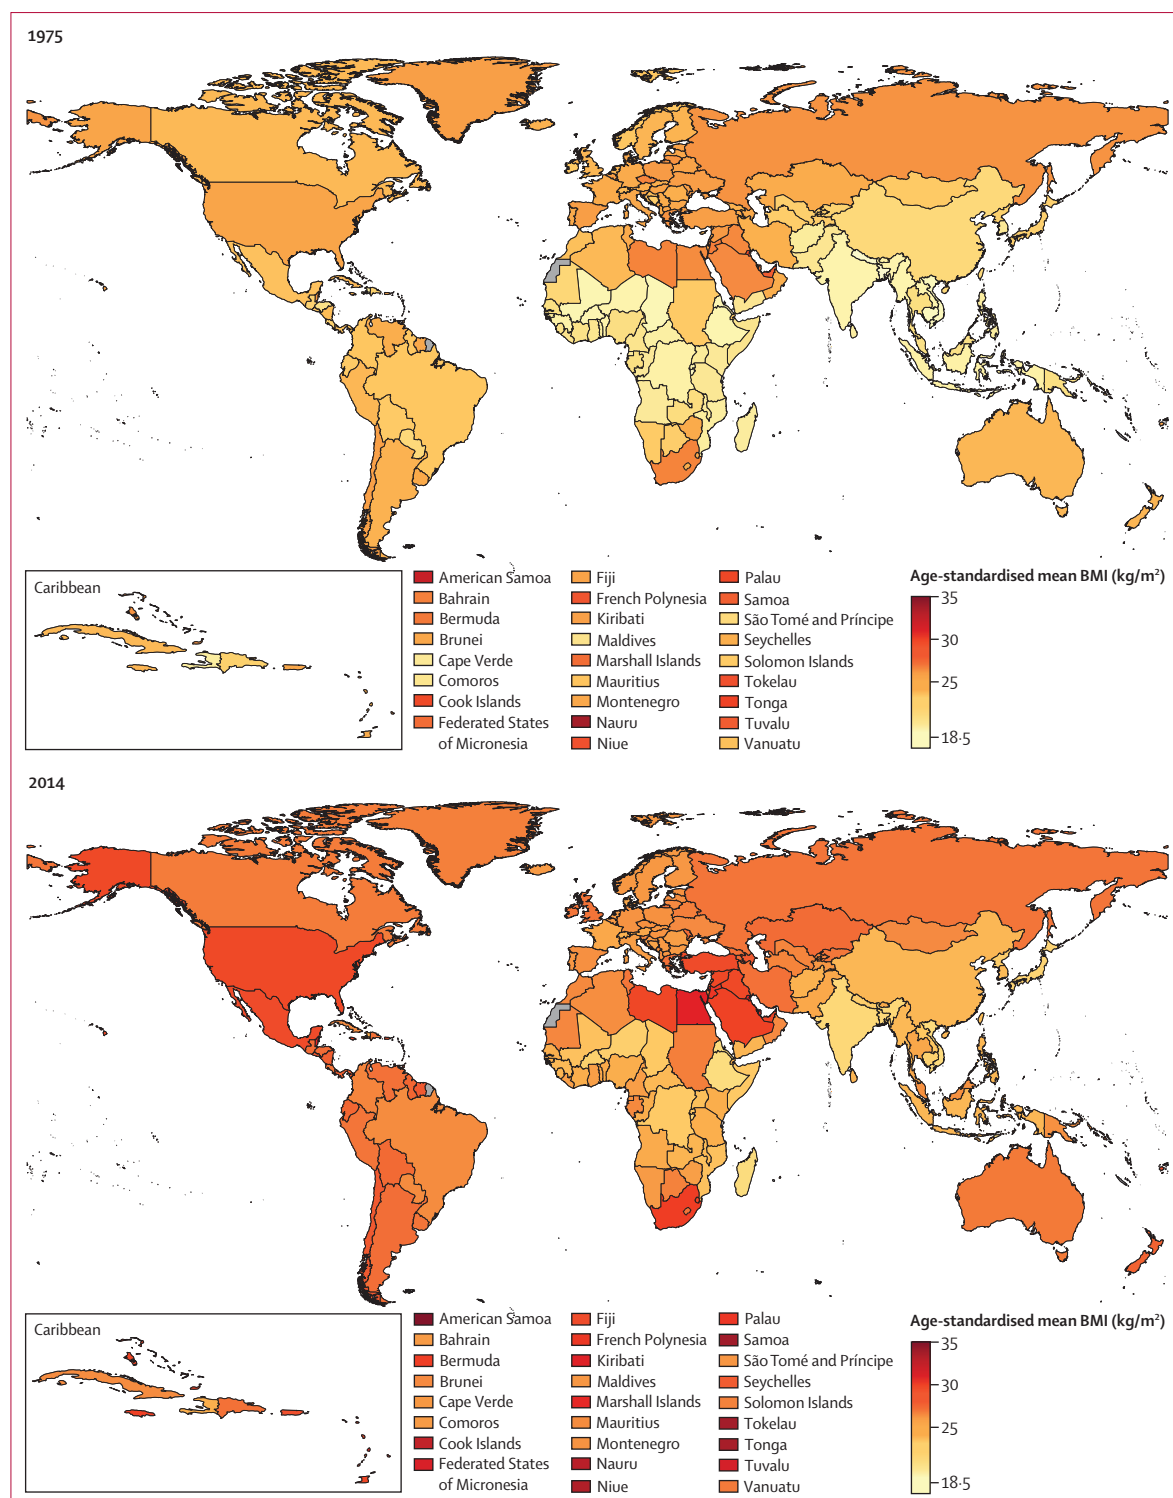 1975
Caribbean
American Samoa
Bahrain
Bermuda
Brunei
Cape Verde
Comoros
Cook Islands
Federated States
of Micronesia
Fiji
French Polynesia
Kiribati
Maldives
Marshall Islands
Mauritius
Montenegro
Nauru
Niue
Palau
Samoa
São Tomé and Príncipe
Seychelles
Solomon Islands
Tokelau
Tonga
Tuvalu
Vanuatu
Age-standardised mean BMI (kg/m²)
35
30
25
18·5
2014
Caribbean
American Samoa
Bahrain
Bermuda
Brunei
Cape Verde
Comoros
Cook Islands
Federated States
of Micronesia
Fiji
French Polynesia
Kiribati
Maldives
Marshall Islands
Mauritius
Montenegro
Nauru
Niue
Palau
Samoa
São Tomé and Príncipe
Seychelles
Solomon Islands
Tokelau
Tonga
Tuvalu
Vanuatu
Age-standardised mean BMI (kg/m²)
35
30
25
18·5